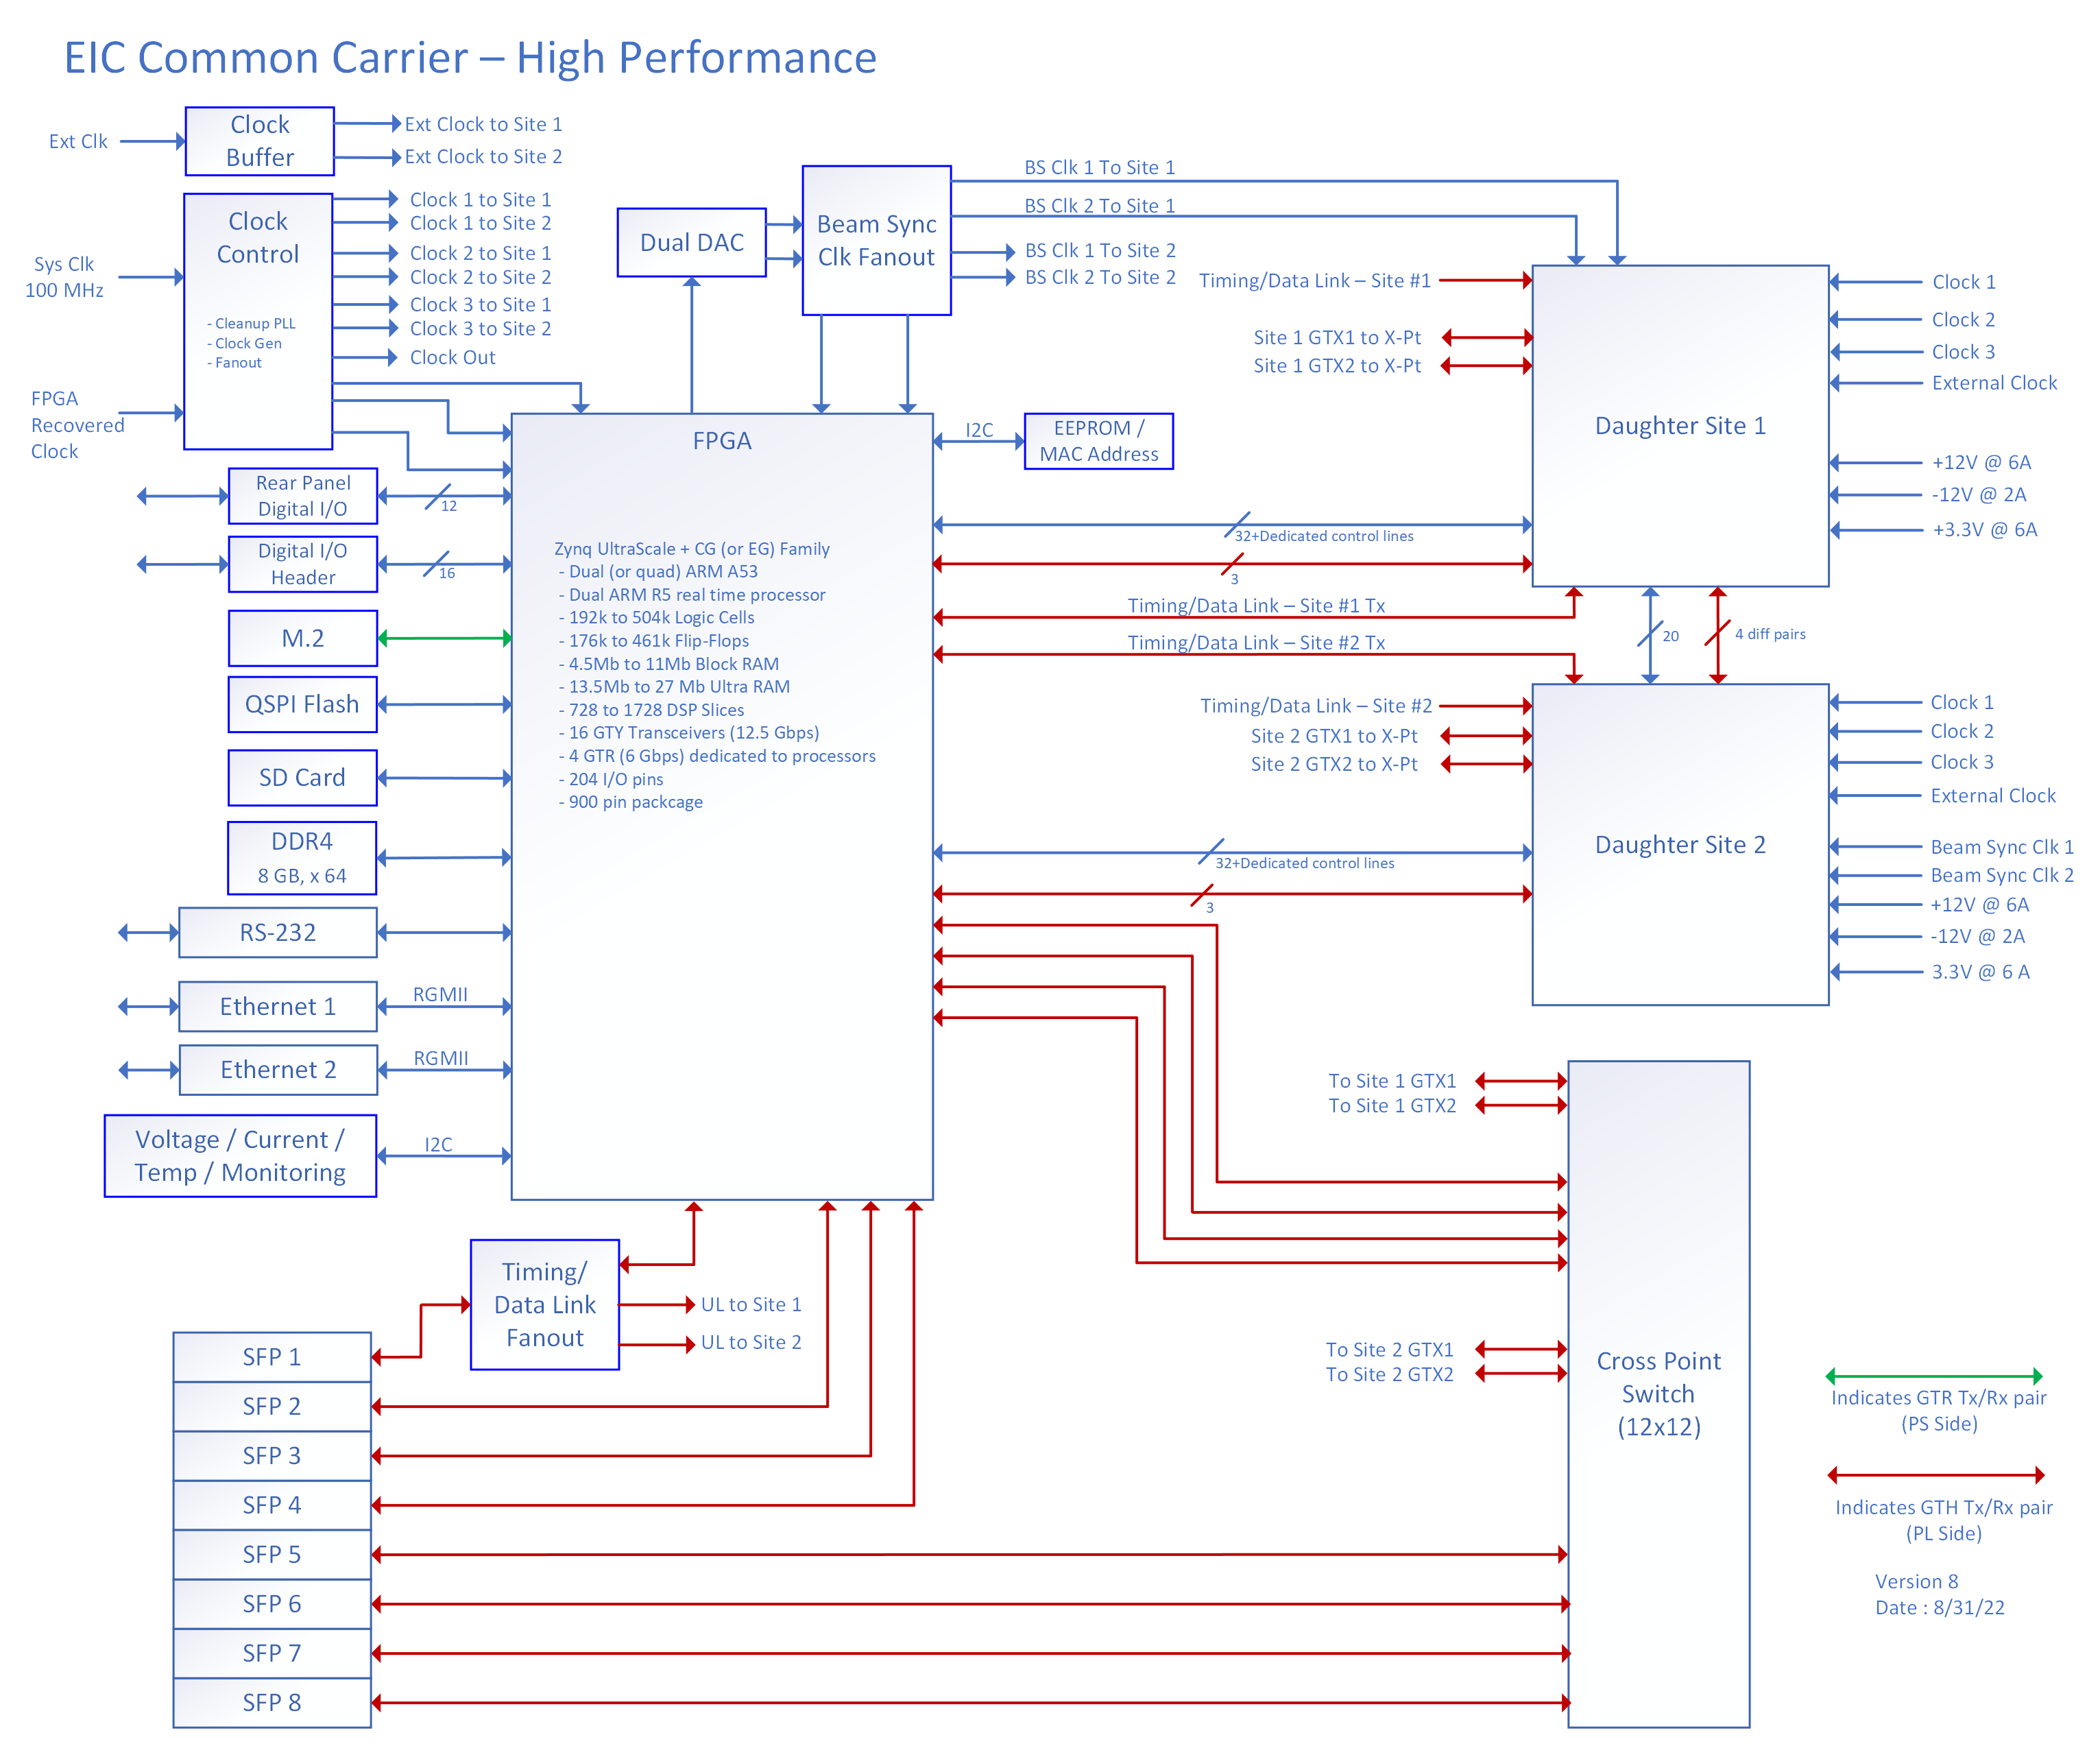 EIC Common Carrier – High Performance
Ext Clk
Clock
Buffer
Ext Clock to Site 1
Ext Clock to Site 2
Sys Clk
100 MHz
FPGA
Recovered
Clock
Clock
Control
- Cleanup PLL
- Clock Gen
- Fanout
Clock 1 to Site 1
Clock 1 to Site 2
Clock 2 to Site 1
Clock 2 to Site 2
Clock 3 to Site 1
Clock 3 to Site 2
Clock Out
Dual DAC
Beam Sync
Clk Fanout
BS Clk 1 To Site 1
BS Clk 2 To Site 1
BS Clk 1 To Site 2
BS Clk 2 To Site 2
Rear Panel
Digital I/O
12
Digital I/O
Header
16
M.2
QSPI Flash
SD Card
DDR4
8 GB, x 64
RS-232
Ethernet 1
RGMII
Ethernet 2
RGMII
Voltage / Current /
Temp / Monitoring
I2C
FPGA
Zynq UltraScale + CG (or EG) Family
- Dual (or quad) ARM A53
- Dual ARM R5 real time processor
- 192k to 504k Logic Cells
- 176k to 461k Flip-Flops
- 4.5Mb to 11Mb Block RAM
- 13.5Mb to 27 Mb Ultra RAM
- 728 to 1728 DSP Slices
- 16 GTY Transceivers (12.5 Gbps)
- 4 GTR (6 Gbps) dedicated to processors
- 204 I/O pins
- 900 pin packcage
I2C
EEPROM /
MAC Address
Timing/Data Link – Site #1
Site 1 GTX1 to X-Pt
Site 1 GTX2 to X-Pt
Daughter Site 1
Clock 1
Clock 2
Clock 3
External Clock
+12V @ 6A
-12V @ 2A
+3.3V @ 6A
32+Dedicated control lines
3
Timing/Data Link – Site #1 Tx
Timing/Data Link – Site #2 Tx
20
4 diff pairs
Timing/Data Link – Site #2
Site 2 GTX1 to X-Pt
Site 2 GTX2 to X-Pt
Daughter Site 2
Clock 1
Clock 2
Clock 3
External Clock
Beam Sync Clk 1
Beam Sync Clk 2
+12V @ 6A
-12V @ 2A
3.3V @ 6 A
32+Dedicated control lines
3
To Site 1 GTX1
To Site 1 GTX2
To Site 2 GTX1
To Site 2 GTX2
Cross Point
Switch
(12x12)
Timing/
Data Link
Fanout
UL to Site 1
UL to Site 2
SFP 1
SFP 2
SFP 3
SFP 4
SFP 5
SFP 6
SFP 7
SFP 8
Indicates GTR Tx/Rx pair
(PS Side)
Indicates GTH Tx/Rx pair
(PL Side)
Version 8
Date : 8/31/22